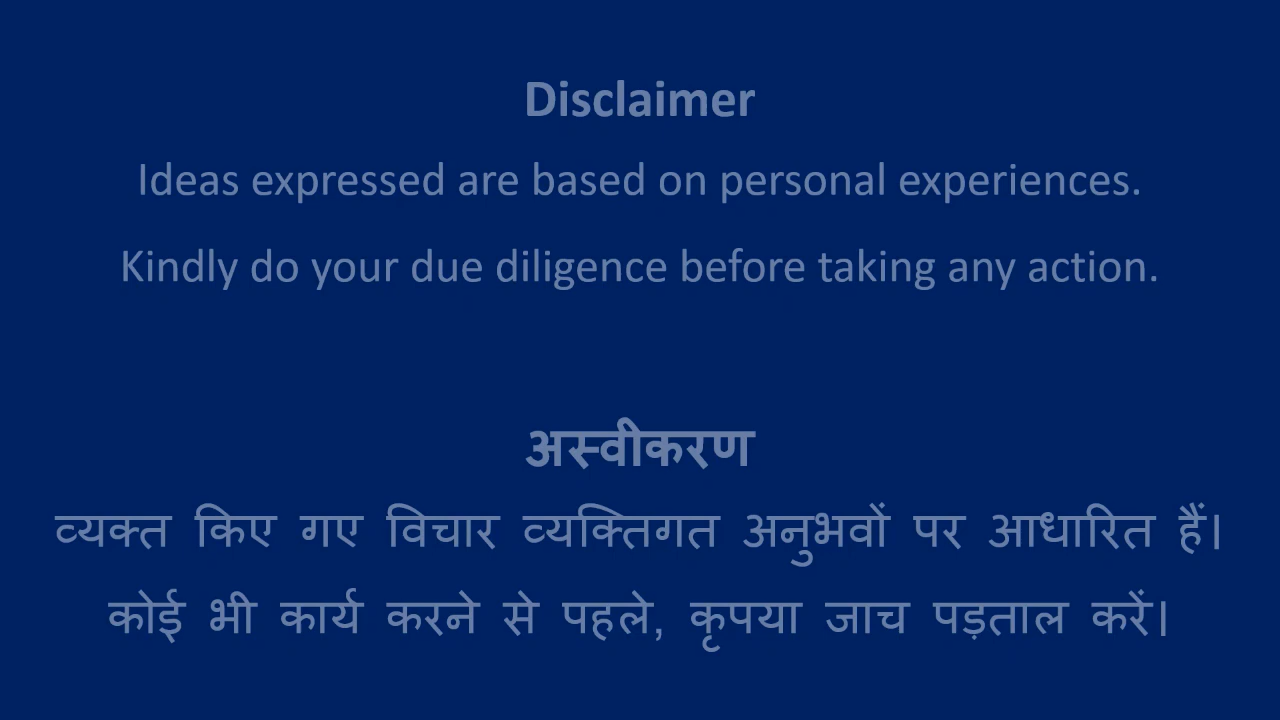 Disclaimer
Ideas expressed are based on personal experiences.
Kindly do your due diligence before taking any action.
अस्वीकरण
व्यक्त किए गए विचार व्यक्तिगत अनुभवों पर आधारित हैं।
कोई भी कार्य करने से पहले, कृपया जाच पड़ताल करें।